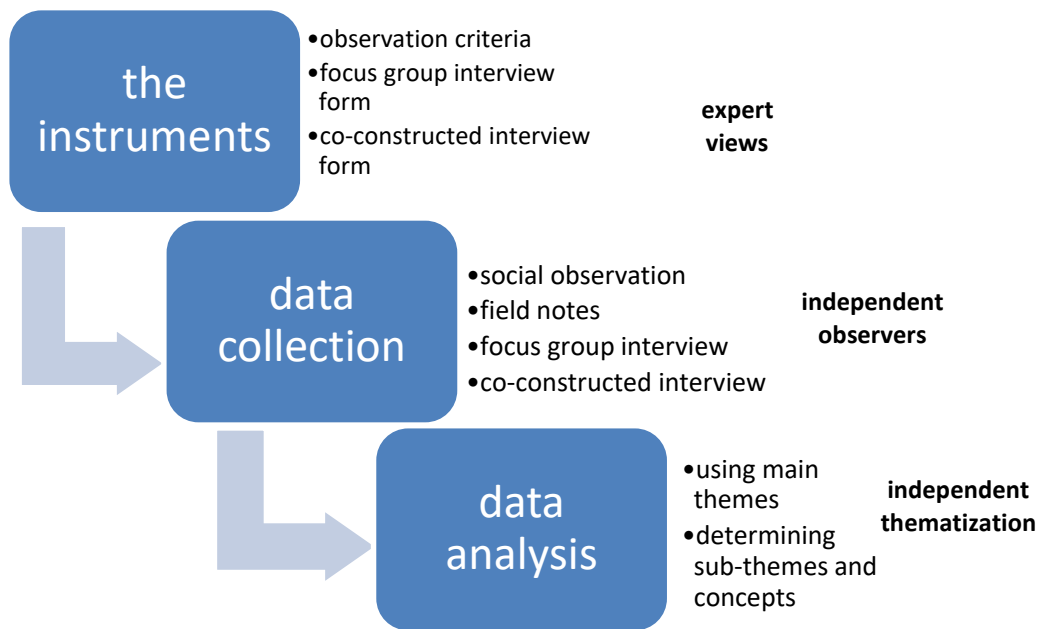 the
instruments
•observation criteria
•focus group interview
form
•co-constructed interview
form
expert
views
data
collection
•social observation
•field notes
•focus group interview
•co-constructed interview
independent
observers
data
analysis
•using main
themes
•determining
sub-themes and
concepts
independent
thematization